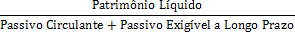 Patrimônio Líquido
Passivo Circulante + Passivo Exigível a Longo Prazo